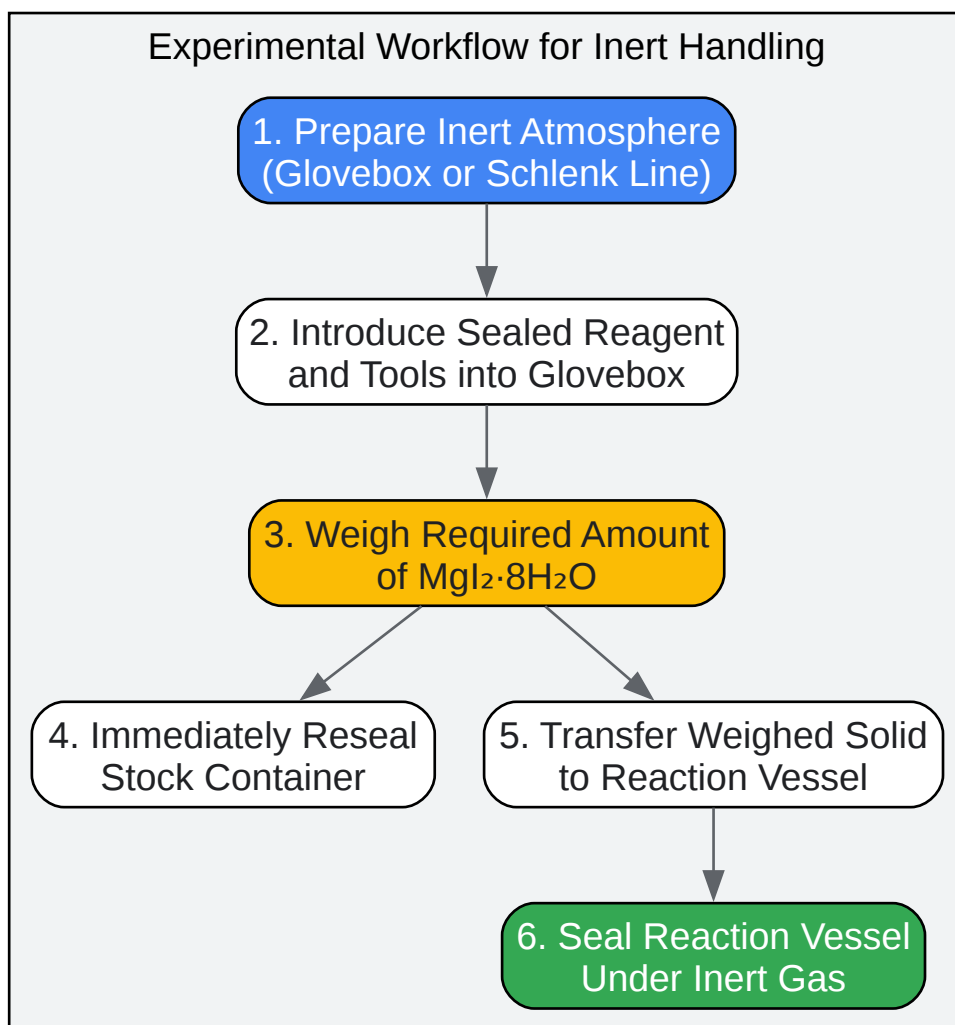 Experimental Workflow for Inert Handling
1. Prepare Inert Atmosphere
(Glovebox or Schlenk Line)
2. Introduce Sealed Reagent
and Tools into Glovebox
3. Weigh Required Amount
of MgI₂·8H₂O
4. Immediately Reseal
Stock Container
5. Transfer Weighed Solid
to Reaction Vessel
6. Seal Reaction Vessel
Under Inert Gas